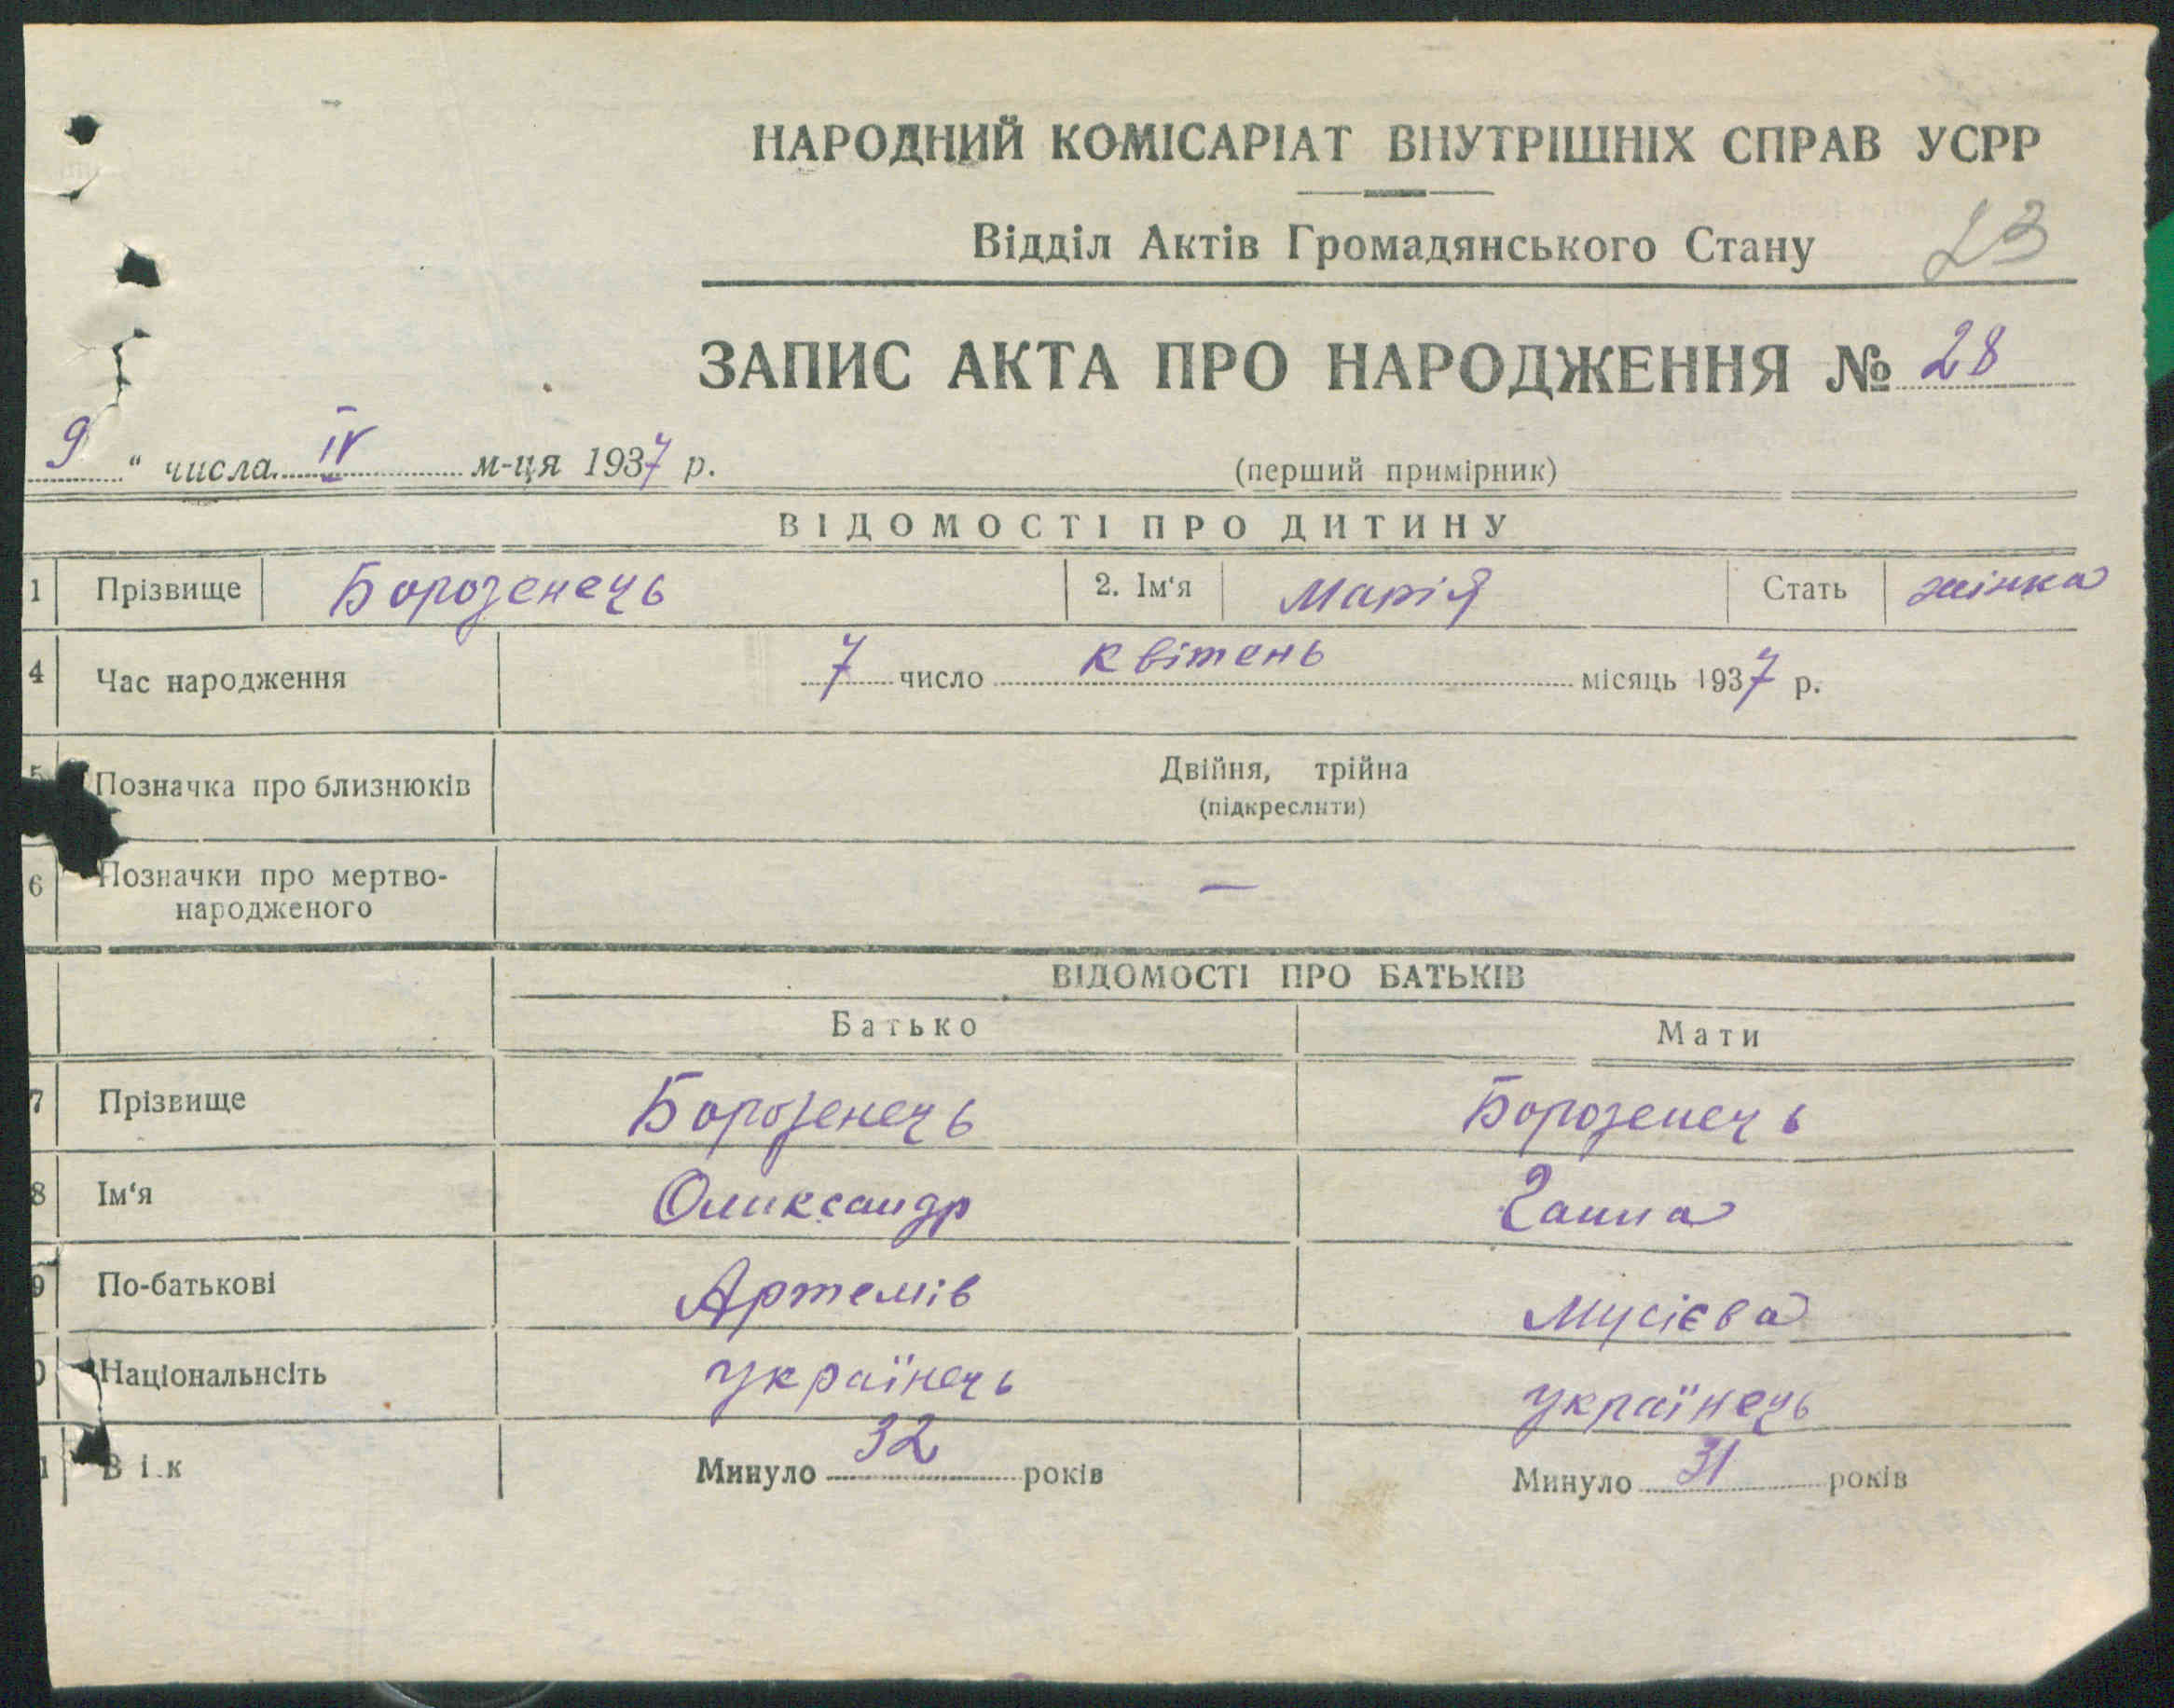 НАРОДНИЙ КОМІСАРІАТ ВНУТРІШНІХ СПРАВ УСРР
Відділ Актів Громадянського Стану 23
ЗАПИС АКТА ПРО НАРОДЖЕННЯ № 28
9 " числа IV м-ця 1937 р. (перший примірник)
ВІДОМОСТІ ПРО ДИТИНУ
1 Прізвище Борозенець 2. Ім'я Марія Стать жінка
4 Час народження 7 число квітень місяць 1937 р.
5 Позначка про близнюків Двійня, трійна
(підкреслити)
6 Позначки про мертво-
народженого —
ВІДОМОСТІ ПРО БАТЬКІВ
Батько Мати
7 Прізвище Борозенець Борозенець
8 Ім'я Олександр Ганна
9 По-батькові Артемів Мусієва
0 Національнсіть українець українець
1 Вік Минуло 32 років Минуло 31 років